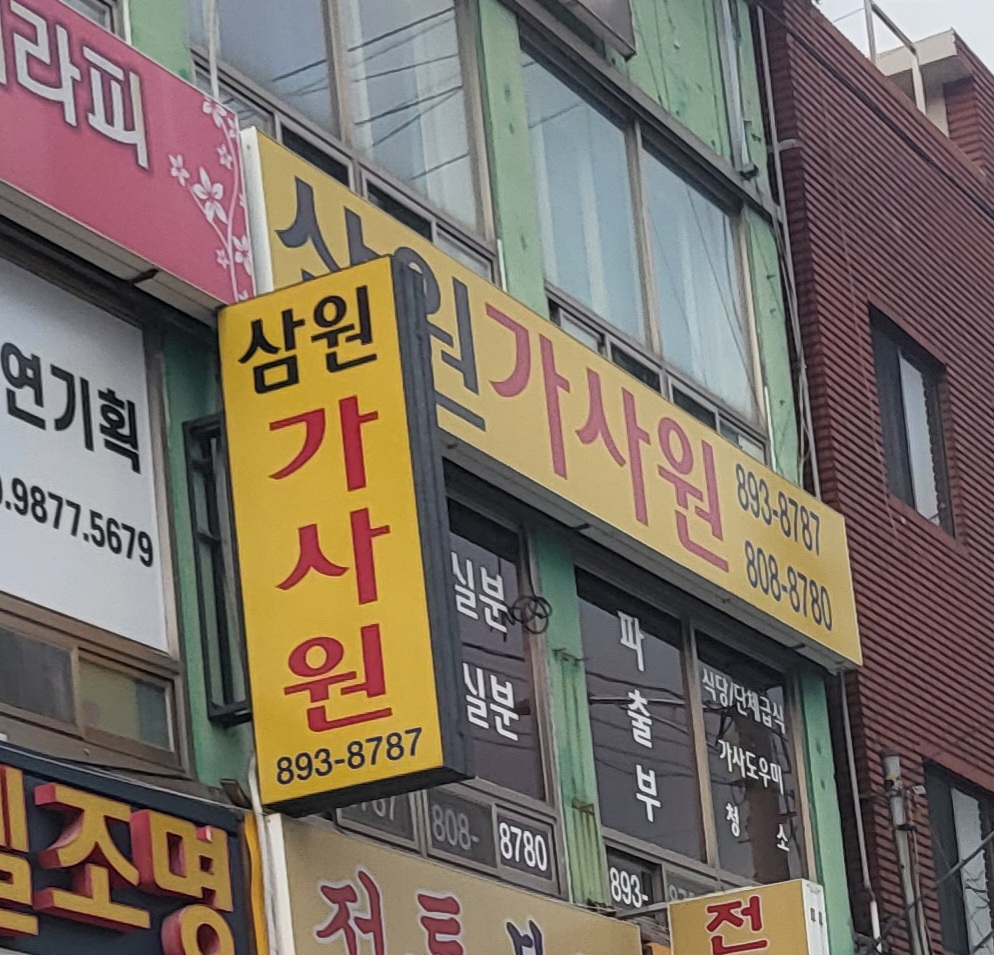 라피
연기획
.9877.5679
삼원가사원
893-8787
808-8780
삼원
가
사
원
893-8787
실분
실분
파
출
부
식당/단체급식
가사도우미
청 소
808-
8780
893-
조명
전